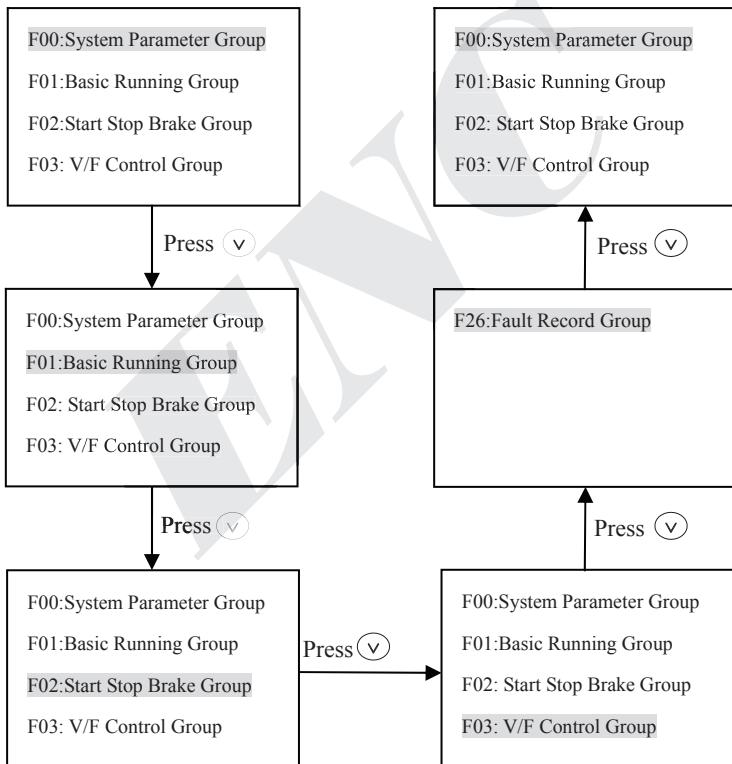 F00:System Parameter Group
F01:Basic Running Group
F02:Start Stop Brake Group
F03: V/F Control Group
Press
F00:System Parameter Group
F01:Basic Running Group
F02: Start Stop Brake Group
F03: V/F Control Group
Press
F00:System Parameter Group
F01:Basic Running Group
F02:Start Stop Brake Group
F03: V/F Control Group
Press
F00:System Parameter Group
F01:Basic Running Group
F02: Start Stop Brake Group
F03: V/F Control Group
Press
F26:Fault Record Group
Press
F00:System Parameter Group
F01:Basic Running Group
F02: Start Stop Brake Group
F03: V/F Control Group
ENC